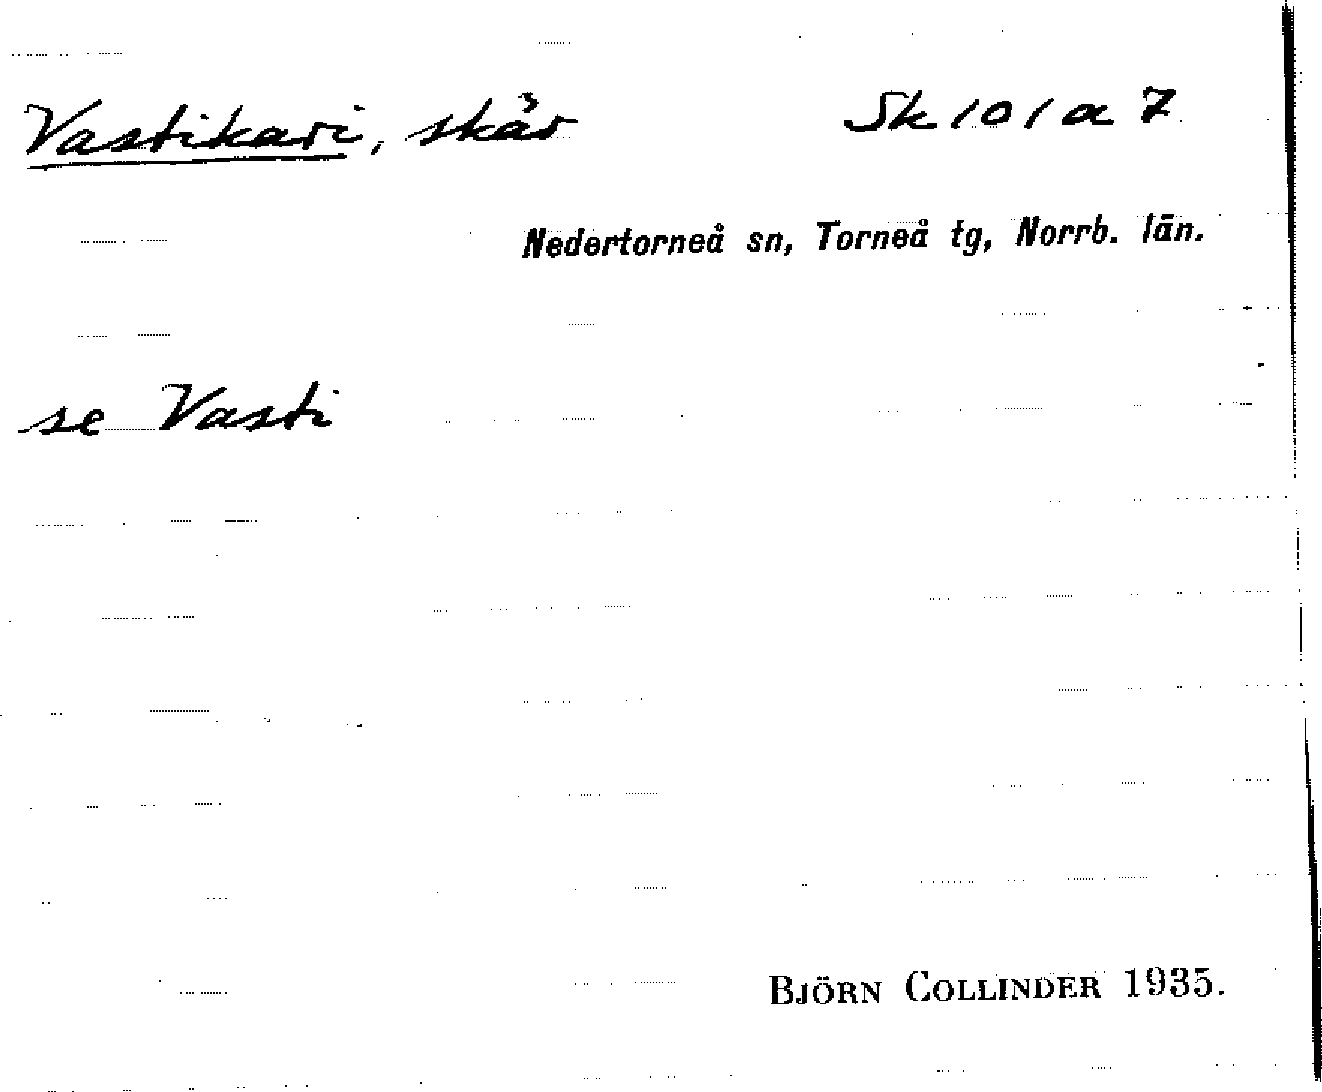 Vastikari, skär Sk 101 a 7
Nedertorneå sn, Torneå tg, Norrb. län.
se Vasti
BJÖRN COLLINDER 1935.